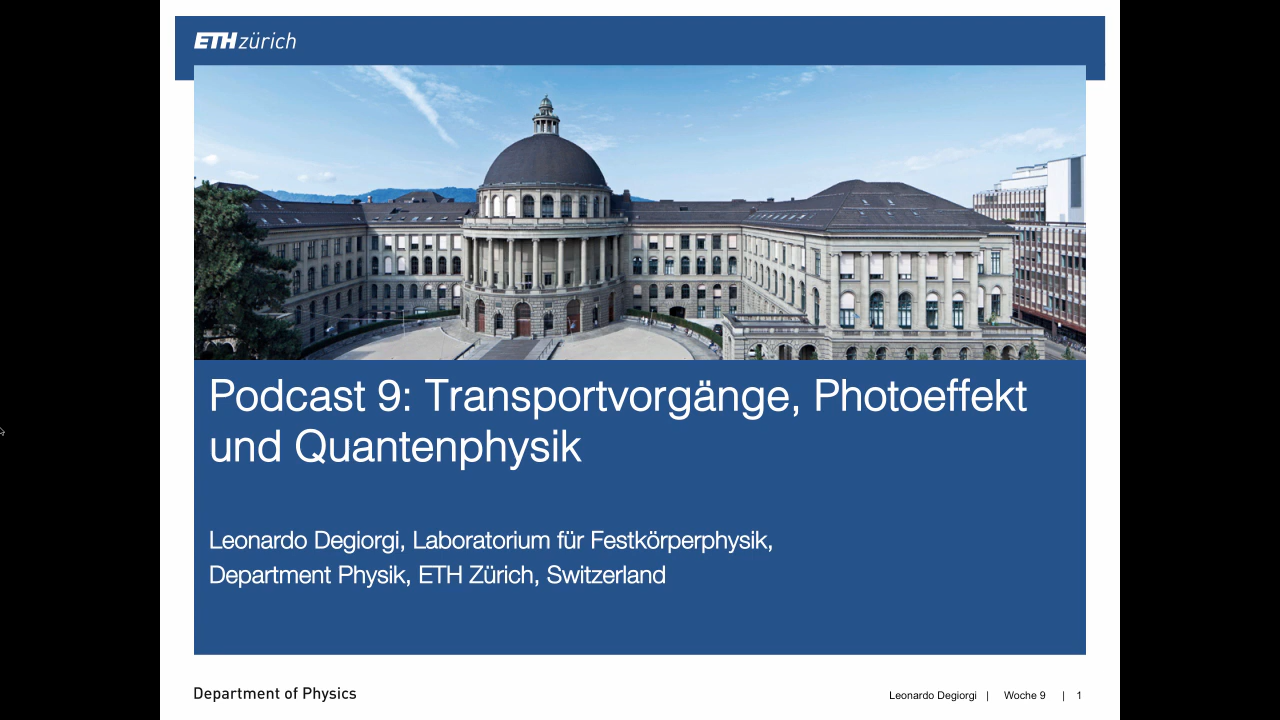 ETH zürich
Podcast 9: Transportvorgänge, Photoeffekt
und Quantenphysik
Leonardo Degiorgi, Laboratorium für Festkörperphysik,
Department Physik, ETH Zürich, Switzerland
Department of Physics
Leonardo Degiorgi | Woche 9 | 1